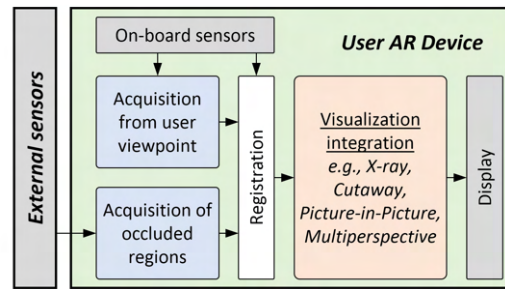 External sensors
On-board sensors
User AR Device
Acquisition
from user
viewpoint
Acquisition of
occluded
regions
Registration
Visualization
integration
e.g., X-ray,
Cutaway,
Picture-in-Picture,
Multiperspective
Display